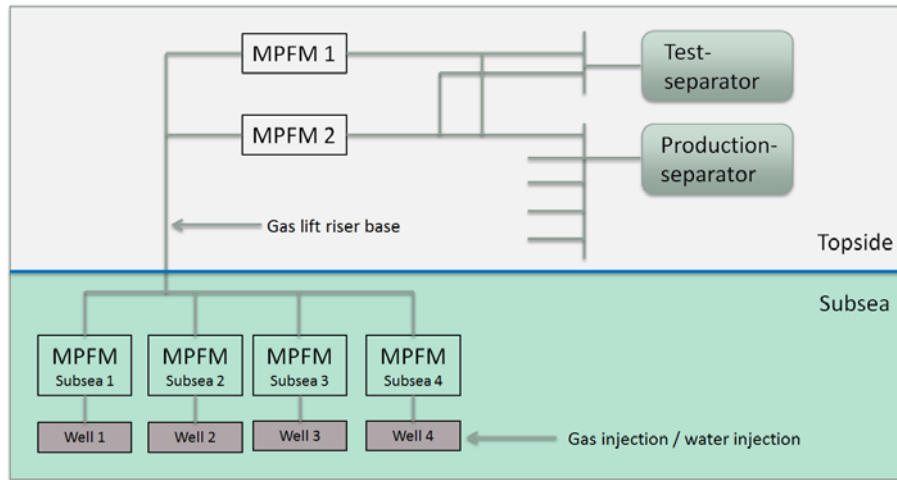 MPFM 1
Test-
separator
MPFM 2
Production-
separator
Gas lift riser base
Topside
Subsea
MPFM
Subsea 1
MPFM
Subsea 2
MPFM
Subsea 3
MPFM
Subsea 4
Well 1
Well 2
Well 3
Well 4
Gas injection / water injection